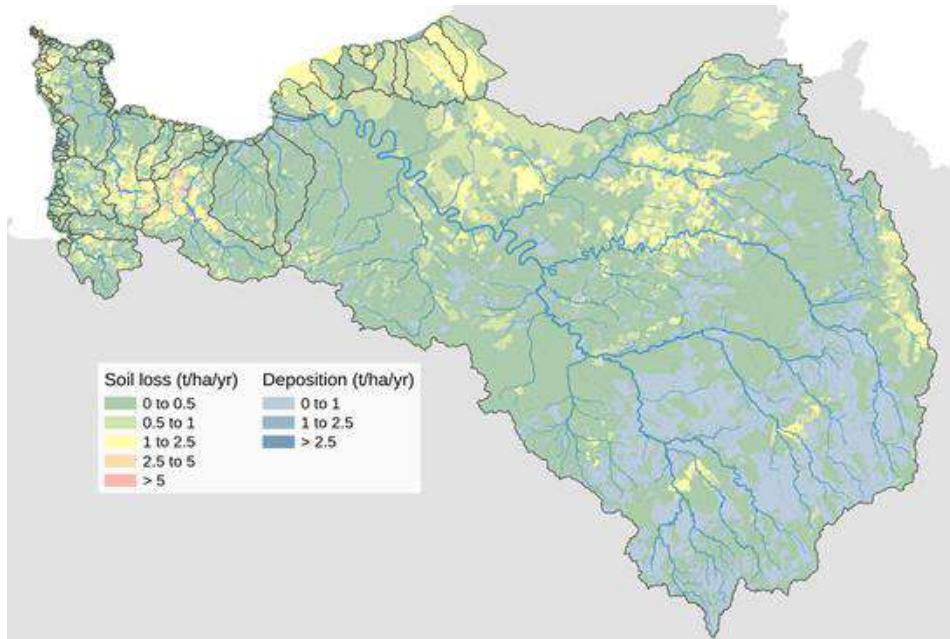 Soil loss (t/ha/yr)
0 to 0.5
0.5 to 1
1 to 2.5
2.5 to 5
> 5
Deposition (t/ha/yr)
0 to 1
1 to 2.5
> 2.5